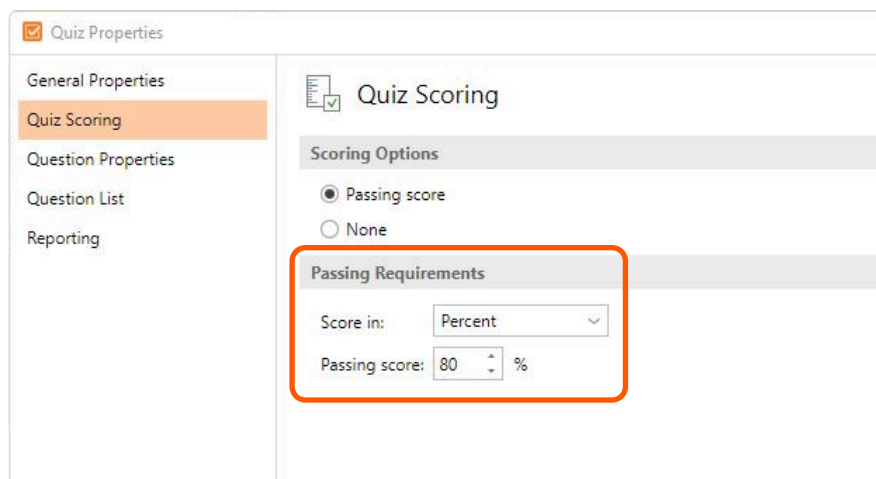 Quiz Properties
General Properties
Quiz Scoring
Question Properties
Question List
Reporting
Quiz Scoring
Scoring Options
Passing score
None
Passing Requirements
Score in: Percent
Passing score: 80 %